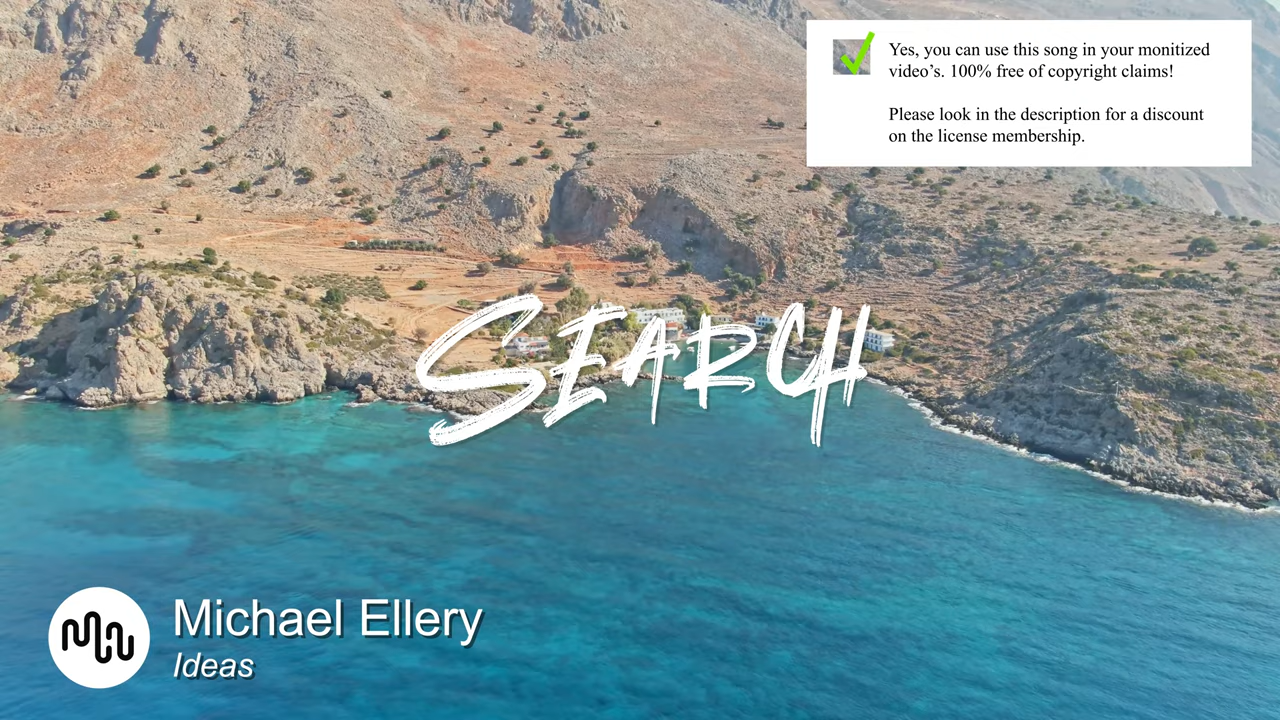 Yes, you can use this song in your monitized
video’s. 100% free of copyright claims!
Please look in the description for a discount
on the license membership.
SEARCH
Michael Ellery
Ideas